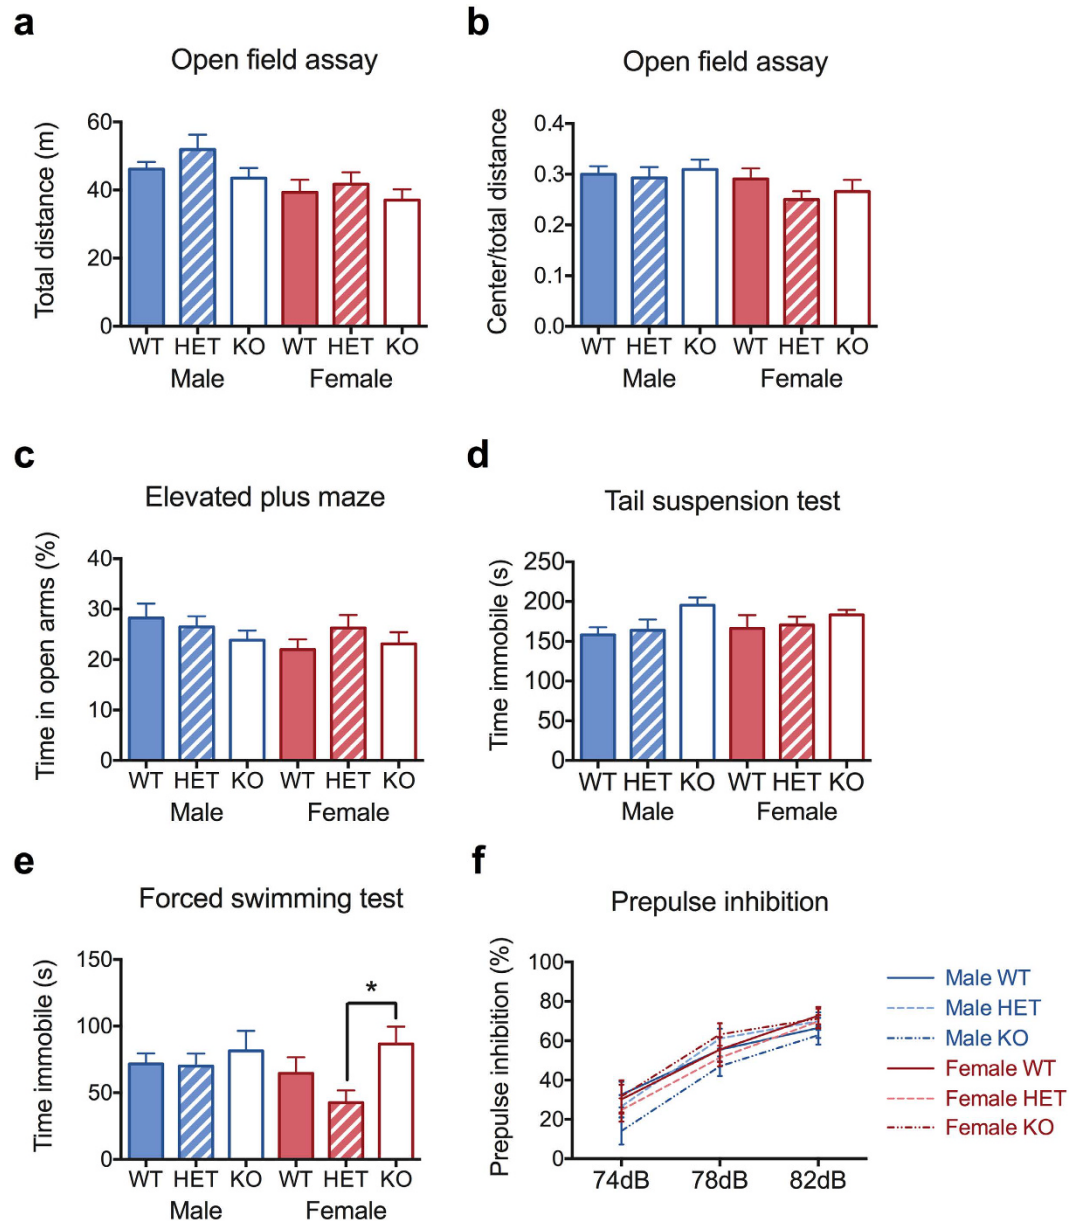 a
Open field assay
Total distance (m)
60
40
20
0
WT HET KO WT HET KO
Male Female
b
Open field assay
Center/total distance
0.4
0.3
0.2
0.1
0.0
WT HET KO WT HET KO
Male Female
c
Elevated plus maze
Time in open arms (%)
40
30
20
10
0
WT HET KO WT HET KO
Male Female
d
Tail suspension test
Time immobile (s)
250
200
150
100
50
0
WT HET KO WT HET KO
Male Female
e
Forced swimming test
Time immobile (s)
150
100
50
0
*
WT HET KO WT HET KO
Male Female
f
Prepulse inhibition
Prepulse inhibition (%)
100
80
60
40
20
0
74dB 78dB 82dB
Male WT
Male HET
Male KO
Female WT
Female HET
Female KO